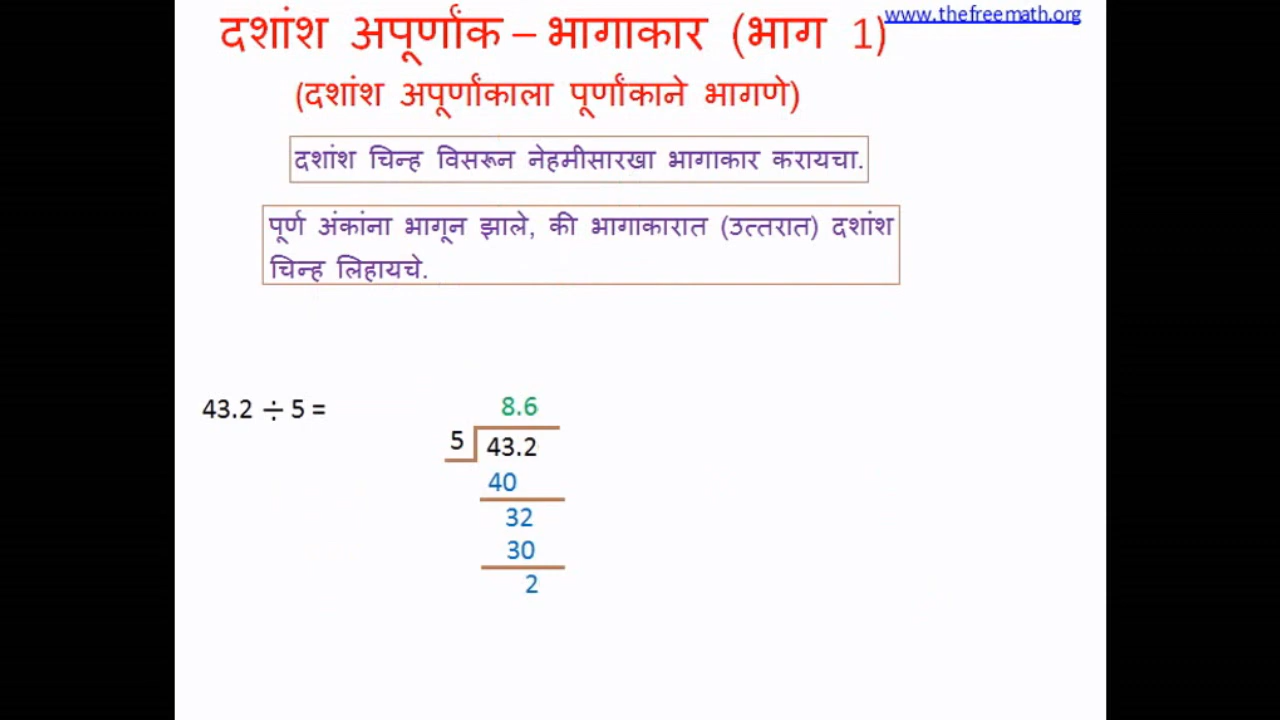 www.thefreemath.org
दशांश अपूर्णांक – भागाकार (भाग 1)
(दशांश अपूर्णांकाला पूर्णांकाने भागणे)
दशांश चिन्ह विसरून नेहमीसारखा भागाकार करायचा.
पूर्ण अंकांना भागून झाले, की भागाकारात (उत्तरात) दशांश
चिन्ह लिहायचे.
43.2 ÷ 5 =
8.6
5 43.2
40
32
30
2